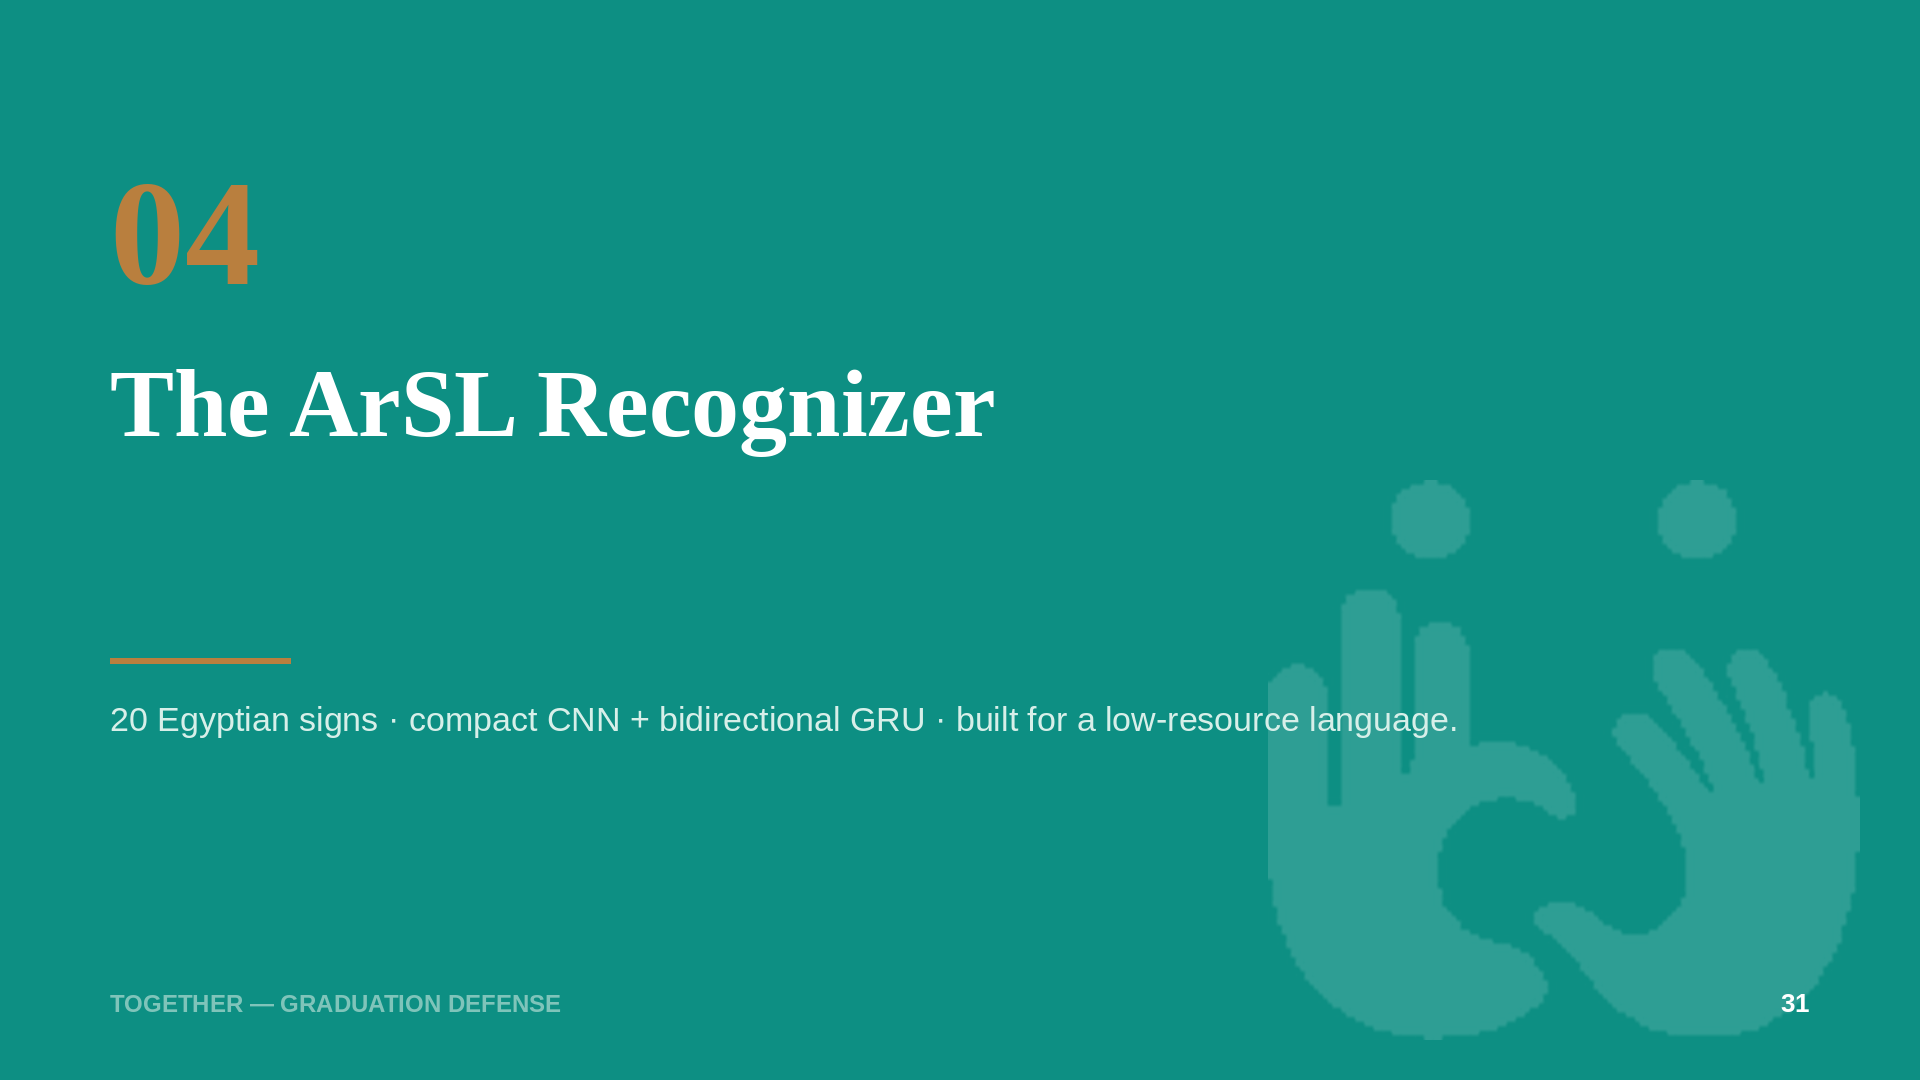 04
The ArSL Recognizer
20 Egyptian signs · compact CNN + bidirectional GRU · built for a low-resource language.
TOGETHER — GRADUATION DEFENSE
31